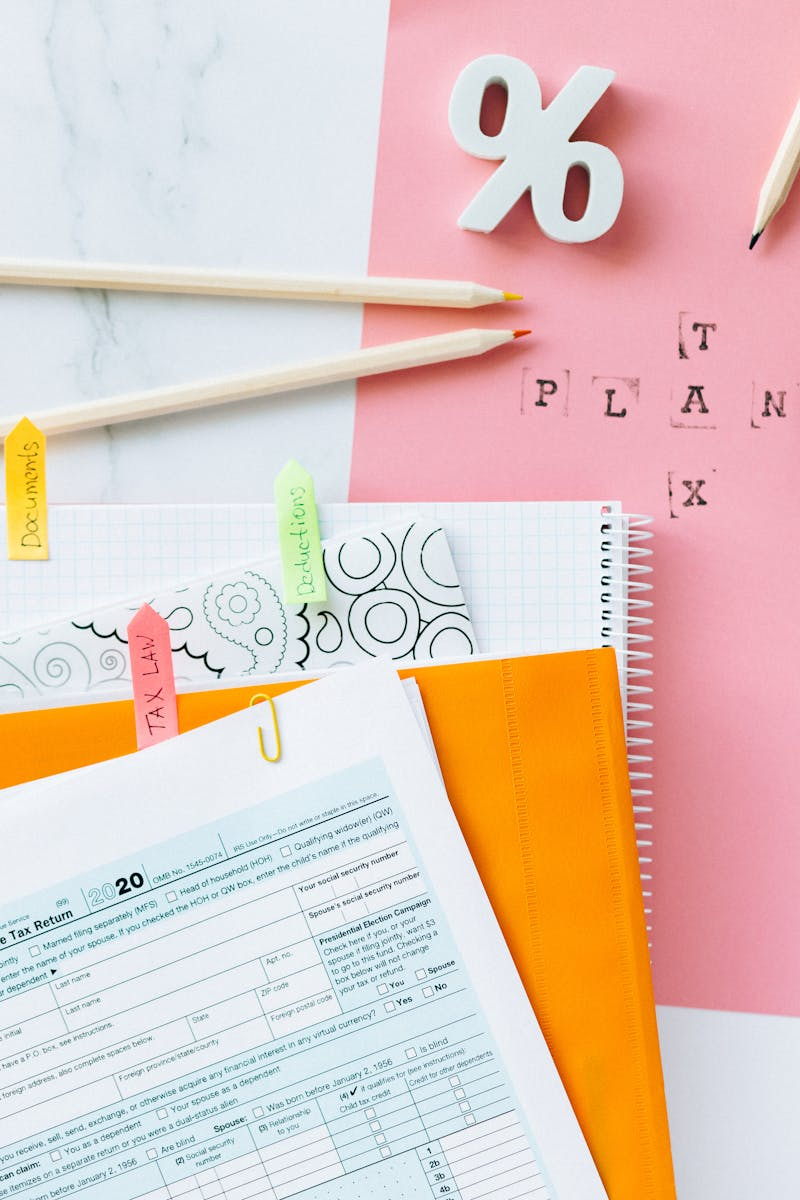 %
T
P L A N
X
Documents
Deductions
TAX LAW
(99)
2020
OMB No. 1545-0074
IRS Use Only—Do not write or staple in this space.
Tax Return
Married filing separately (MFS)
Head of household (HOH)
Qualifying widow(er) (QW)
enter the name of your spouse. If you checked the HOH or QW box, enter the child's name if the qualifying
dependent
Last name
Your social security number
Last name
Spouse's social security number
have a P.O. box, see instructions.
Apt. no.
Presidential Election Campaign
Check here if you, or your
spouse if filing jointly, want $3
to go to this fund. Checking a
box below will not change
your tax or refund.
You
Spouse
foreign address, also complete spaces below.
State
ZIP code
Foreign province/state/county
Foreign postal code
you receive, sell, send, exchange, or otherwise acquire any financial interest in any virtual currency?
Yes
No
can claim:
You as a dependent
Your spouse as a dependent
itemizes on a separate return or you were a dual-status alien
before January 2, 1956
Are blind
Spouse:
Was born before January 2, 1956
Is blind
(2) Social security
number
(3) Relationship
to you
(4) ✔ if qualifies for (see instructions):
Child tax credit
Credit for other dependents
1
2b
3b
4b